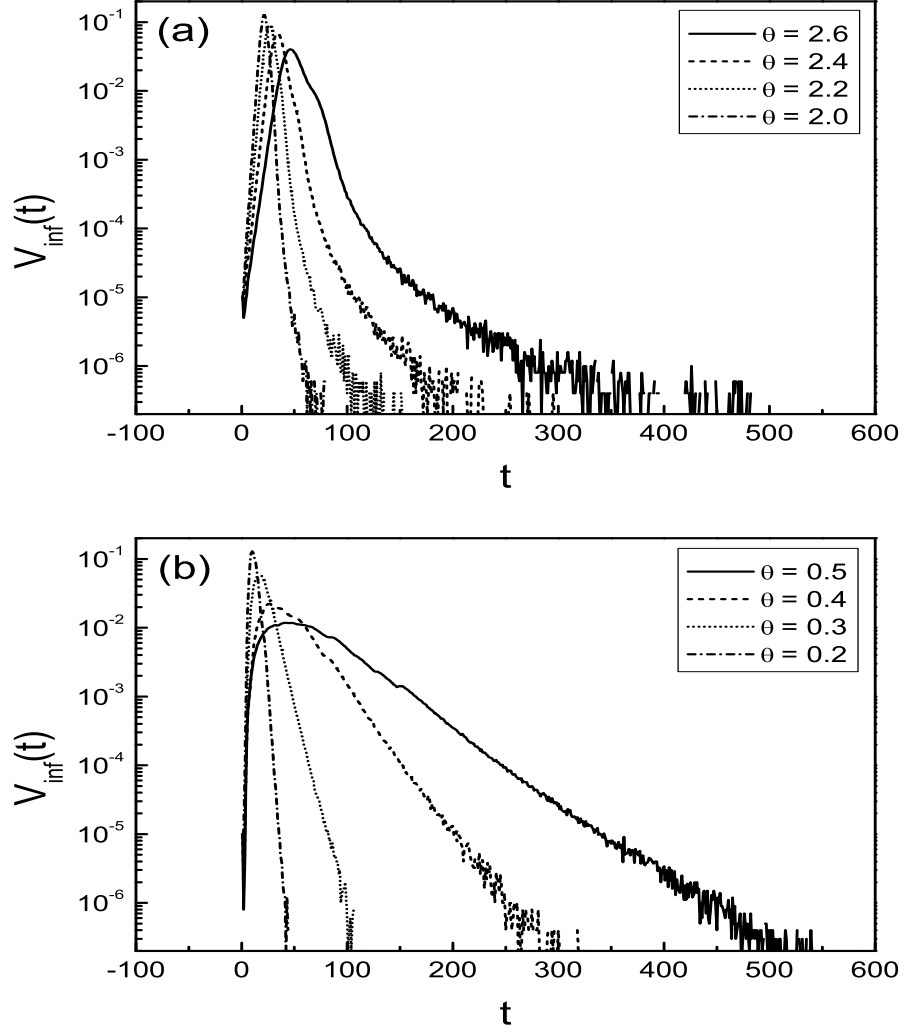 (a)
θ = 2.6
θ = 2.4
θ = 2.2
θ = 2.0
10⁻¹
10⁻²
10⁻³
10⁻⁴
10⁻⁵
10⁻⁶
V_inf(t)
-100 0 100 200 300 400 500 600
t
(b)
θ = 0.5
θ = 0.4
θ = 0.3
θ = 0.2
10⁻¹
10⁻²
10⁻³
10⁻⁴
10⁻⁵
10⁻⁶
V_inf(t)
-100 0 100 200 300 400 500 600
t